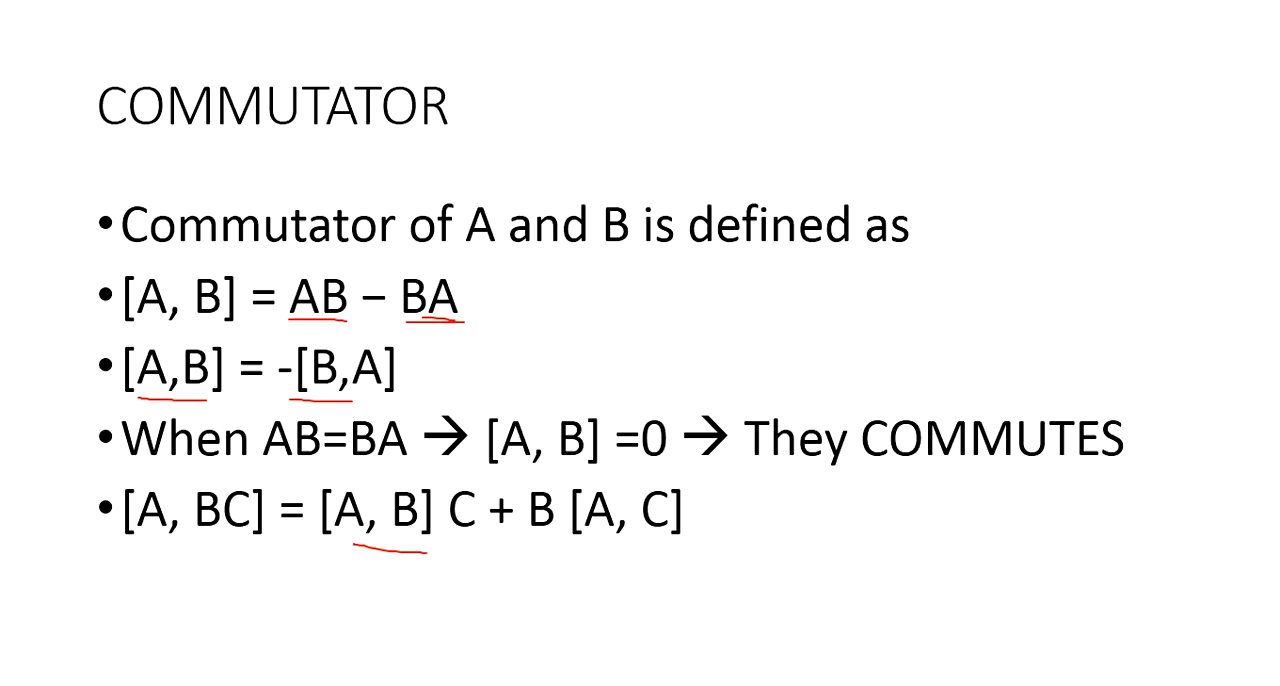 COMMUTATOR
•Commutator of A and B is defined as
•[A, B] = AB – BA
•[A,B] = -[B,A]
•When AB=BA → [A, B] =0 → They COMMUTES
•[A, BC] = [A, B] C + B [A, C]